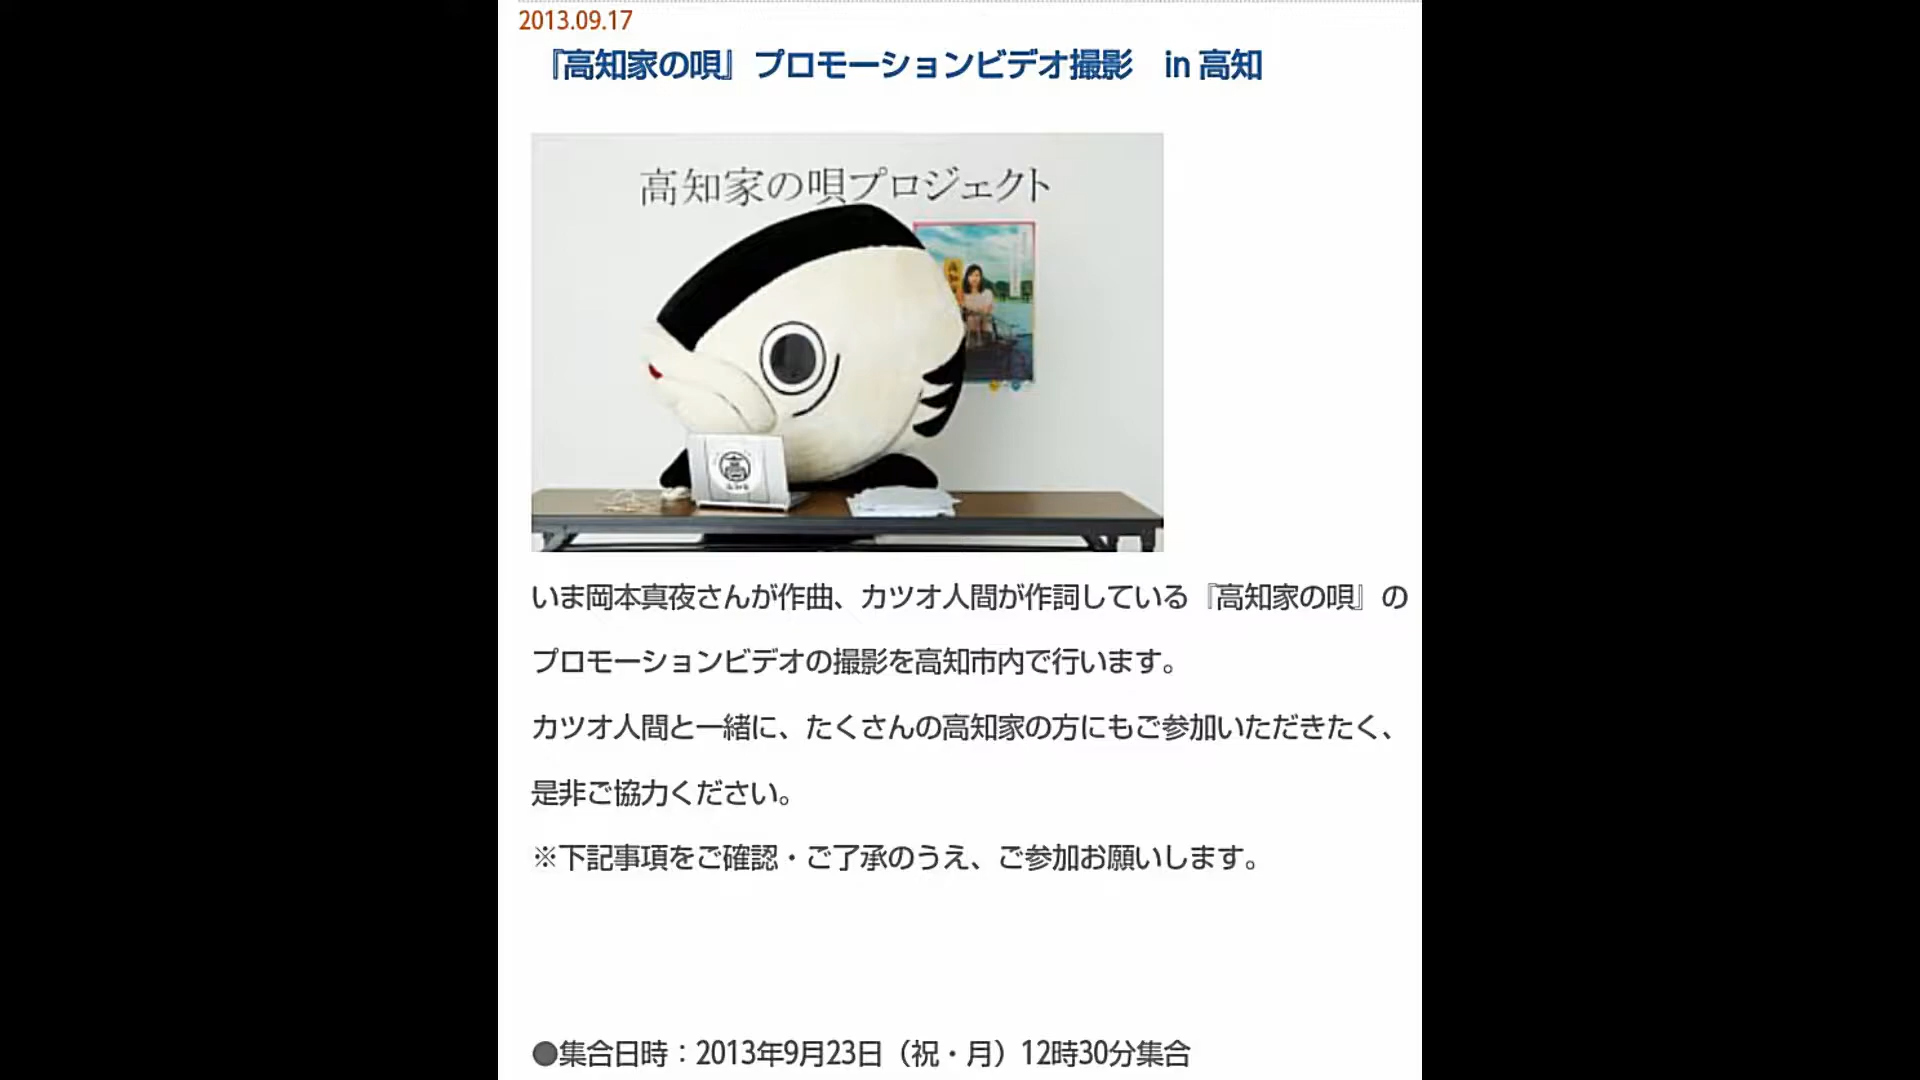 2013.09.17
『高知家の唄』プロモーションビデオ撮影　in 高知
高知家の唄プロジェクト
いま岡本真夜さんが作曲、カツオ人間が作詞している『高知家の唄』の
プロモーションビデオの撮影を高知市内で行います。
カツオ人間と一緒に、たくさんの高知家の方にもご参加いただきたく、
是非ご協力ください。
※下記事項をご確認・ご了承のうえ、ご参加お願いします。
●集合日時：2013年9月23日（祝・月）12時30分集合